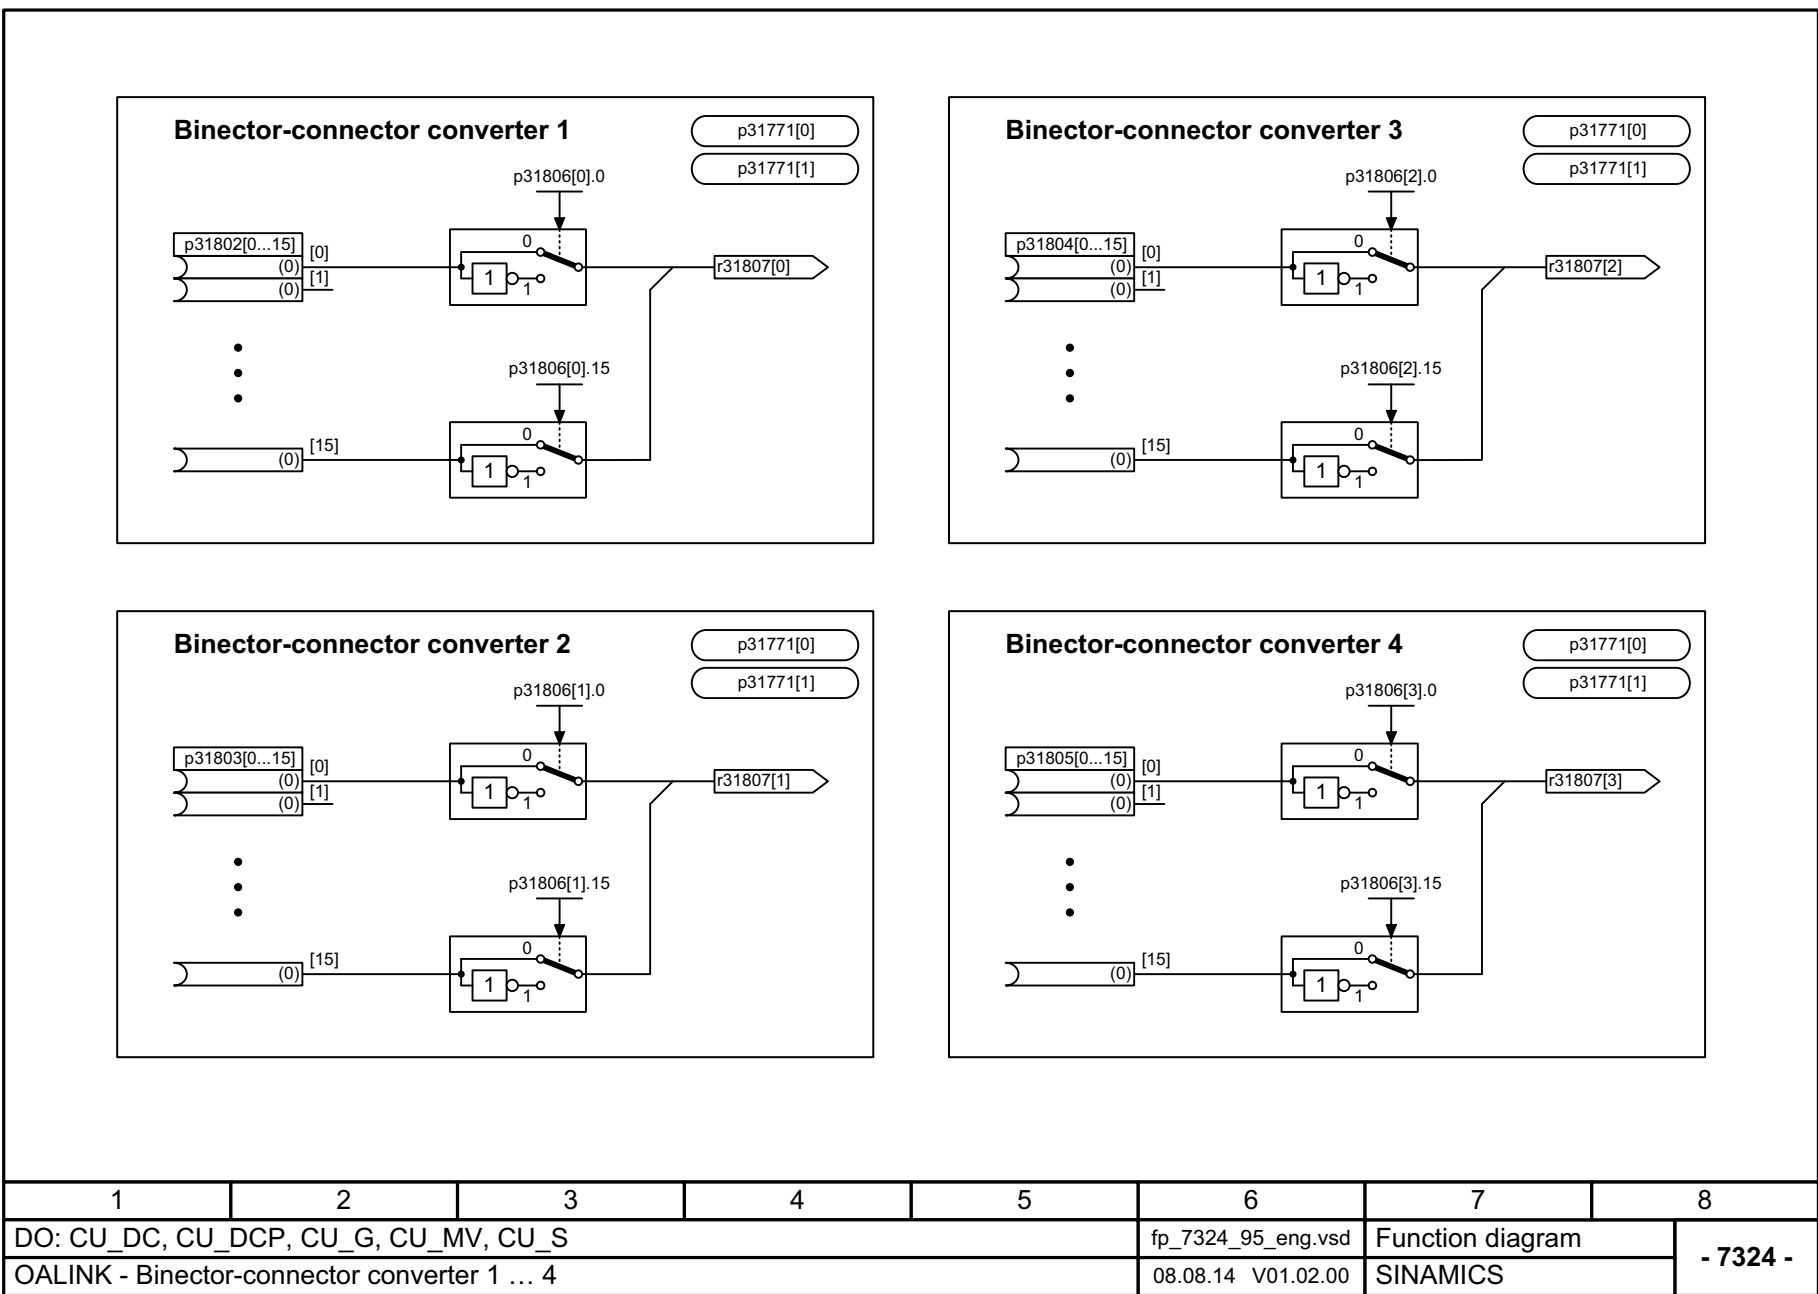 Binector-connector converter 1
p31771[0]
p31771[1]
p31806[0].0
p31802[0...15]
[0]
(0)
[1]
(0)
0
1
1
r31807[0]
p31806[0].15
[15]
(0)
0
1
1
Binector-connector converter 3
p31771[0]
p31771[1]
p31806[2].0
p31804[0...15]
[0]
(0)
[1]
(0)
0
1
1
r31807[2]
p31806[2].15
[15]
(0)
0
1
1
Binector-connector converter 2
p31771[0]
p31771[1]
p31806[1].0
p31803[0...15]
[0]
(0)
[1]
(0)
0
1
1
r31807[1]
p31806[1].15
[15]
(0)
0
1
1
Binector-connector converter 4
p31771[0]
p31771[1]
p31806[3].0
p31805[0...15]
[0]
(0)
[1]
(0)
0
1
1
r31807[3]
p31806[3].15
[15]
(0)
0
1
1
1 2 3 4 5 6 7 8
DO: CU_DC, CU_DCP, CU_G, CU_MV, CU_S
fp_7324_95_eng.vsd
Function diagram
- 7324 -
OALINK - Binector-connector converter 1 … 4
08.08.14 V01.02.00
SINAMICS